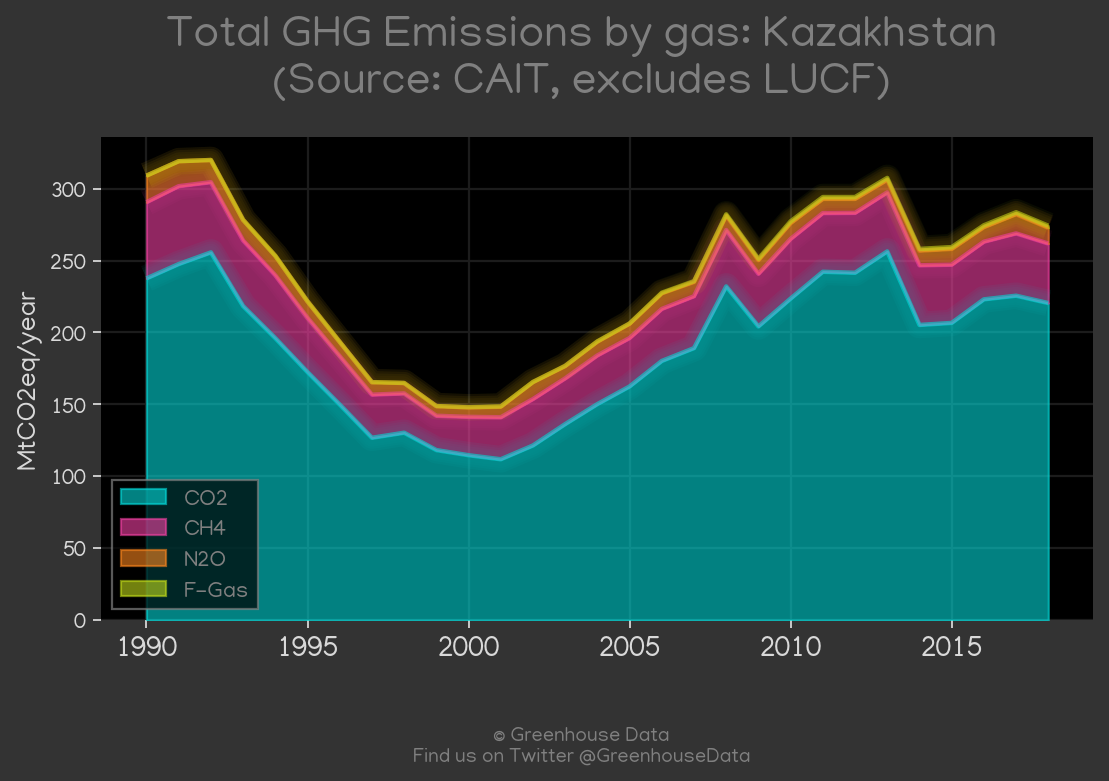 Total GHG Emissions by gas: Kazakhstan
(Source: CAIT, excludes LUCF)
MtCO2eq/year
300
250
200
150
100
50
0
CO2
CH4
N2O
F-Gas
1990 1995 2000 2005 2010 2015
© Greenhouse Data
Find us on Twitter @GreenhouseData